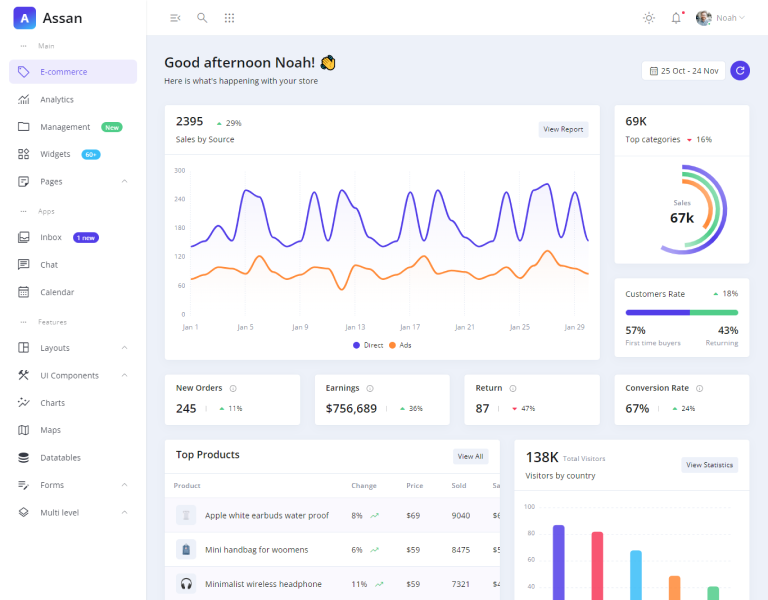 A Assan
Main
E-commerce
Analytics
Management New
Widgets 60+
Pages
Apps
Inbox 1 new
Chat
Calendar
Features
Layouts
UI Components
Charts
Maps
Datatables
Forms
Multi level
Noah
Good afternoon Noah! 👋
Here is what's happening with your store
25 Oct - 24 Nov
2395 29%
Sales by Source
View Report
300
240
180
120
60
0
Jan 1 Jan 5 Jan 9 Jan 13 Jan 17 Jan 21 Jan 25 Jan 29
Direct Ads
69K
Top categories 16%
Sales
67k
Customers Rate 18%
57% 43%
First time buyers Returning
New Orders
245 11%
Earnings
$756,689 36%
Return
87 47%
Conversion Rate
67% 24%
Top Products View All
Product Change Price Sold Sa
Apple white earbuds water proof 8% $69 9040
Mini handbag for woomens 6% $59 8475
Minimalist wireless headphone 11% $59 7321
138K Total Visitors
Visitors by country
View Statistics
100
80
60
40